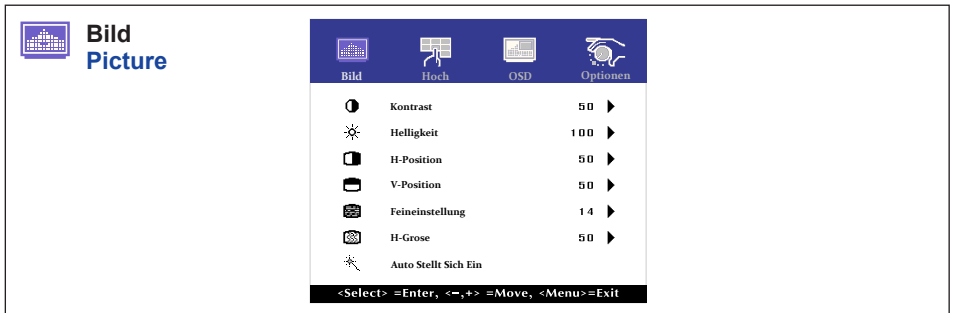 Bild
Picture
Bild Hoch OSD Optionen
Kontrast 50
Helligkeit 100
H-Position 50
V-Position 50
Feineinstellung 14
H-Grose 50
Auto Stellt Sich Ein
<Select> =Enter, <−,+> =Move, <Menu>=Exit